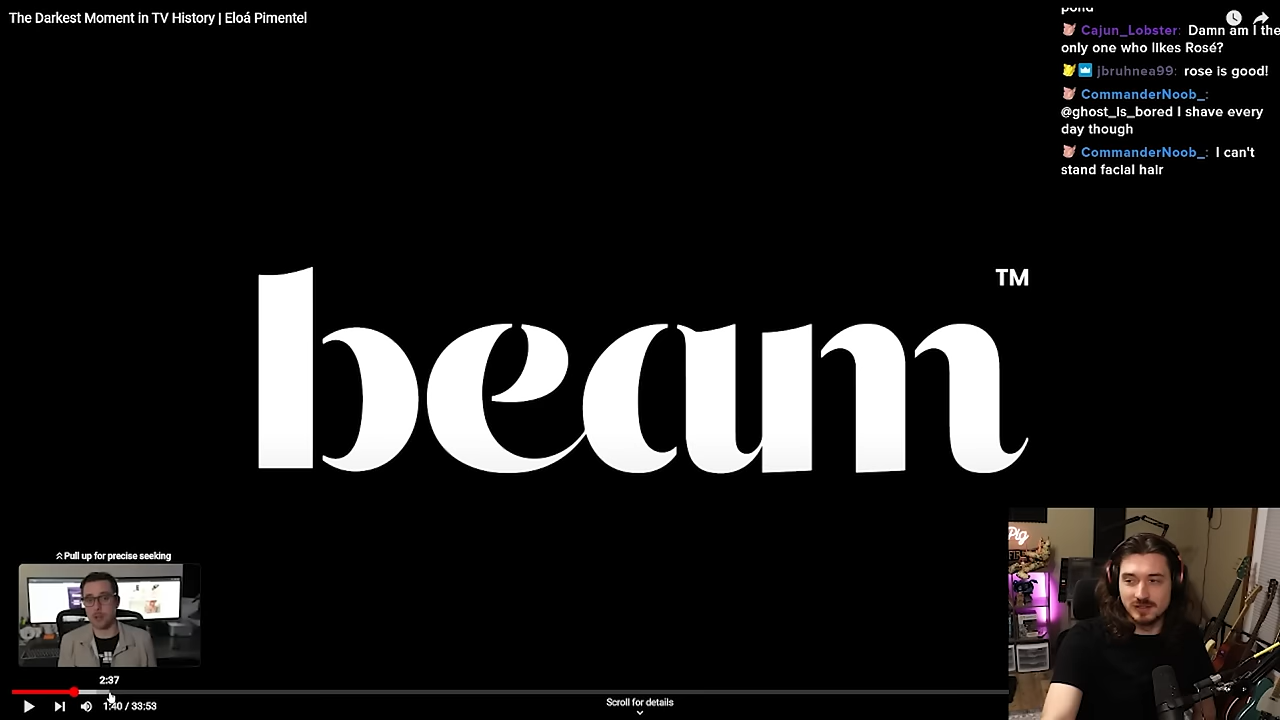 The Darkest Moment in TV History | Eloá Pimentel
pond
Cajun_Lobster: Damn am I the
only one who likes Rosé?
jbruhnea99: rose is good!
CommanderNoob_:
@ghost_is_bored I shave every
day though
CommanderNoob_: I can't
stand facial hair
beam™
Pull up for precise seeking
2:37
1:40 / 33:53
Scroll for details
Pig